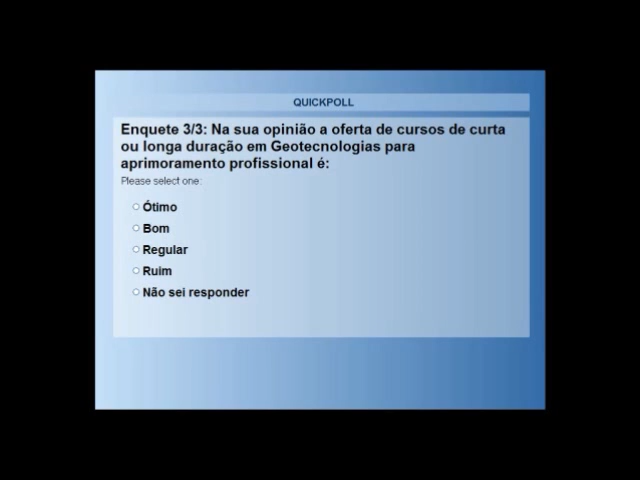 QUICKPOLL
Enquete 3/3: Na sua opinião a oferta de cursos de curta
ou longa duração em Geotecnologias para
aprimoramento profissional é:
Please select one:
Ótimo
Bom
Regular
Ruim
Não sei responder